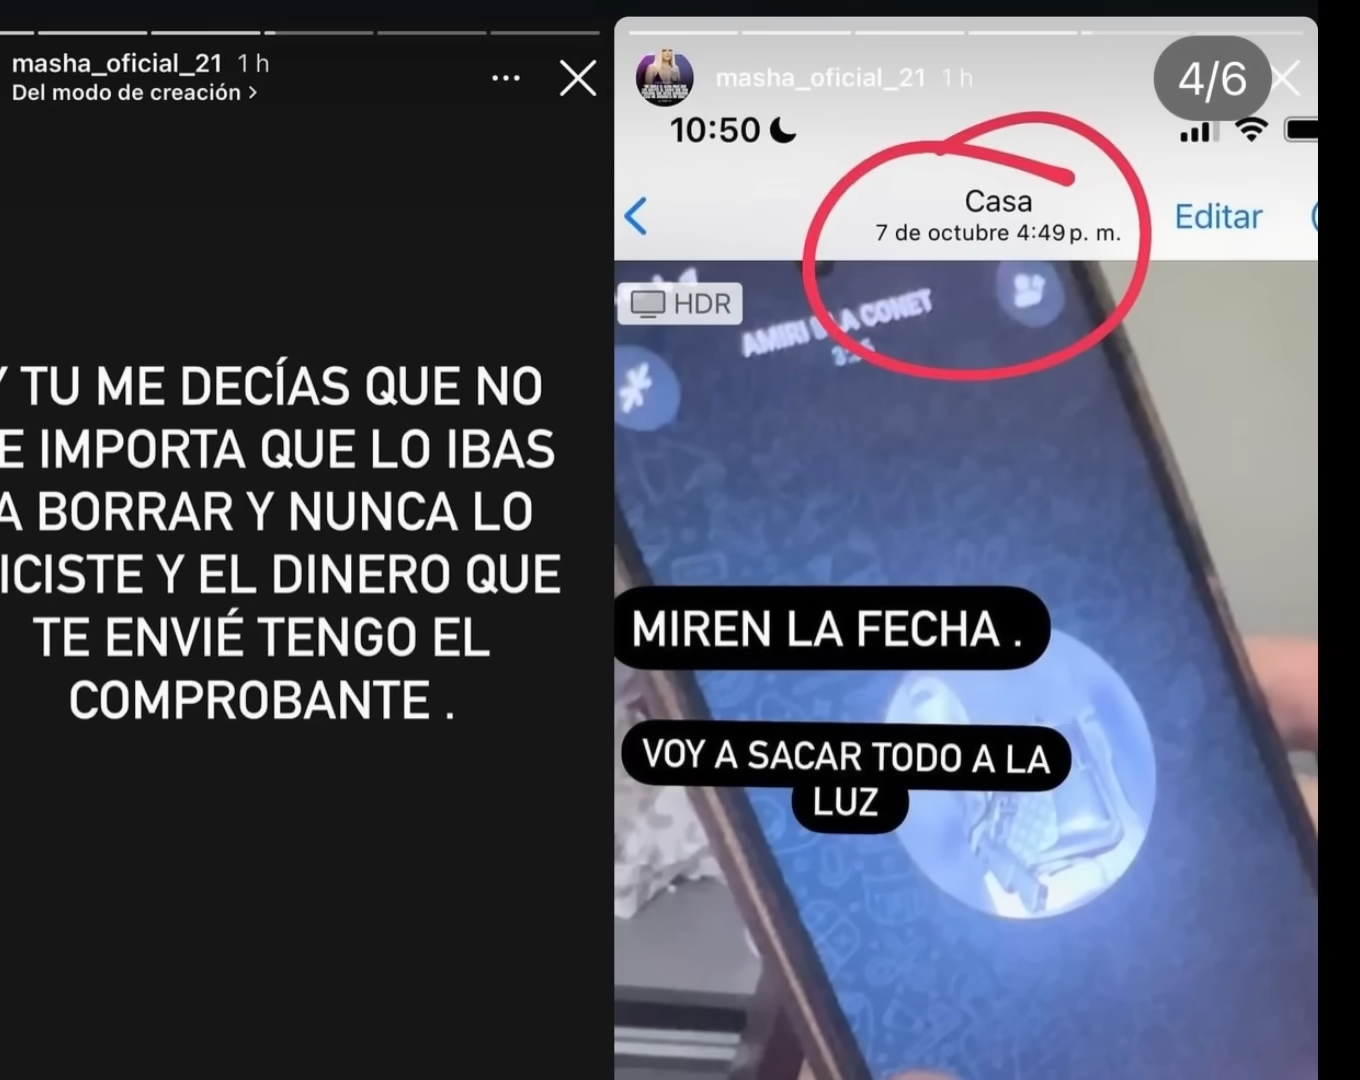 masha_oficial_21 1 h
Del modo de creación >
TU ME DECÍAS QUE NO
IMPORTA QUE LO IBAS
A BORRAR Y NUNCA LO
ICISTE Y EL DINERO QUE
TE ENVIÉ TENGO EL
COMPROBANTE .
masha_oficial_21 1 h
4/6
10:50
Casa
7 de octubre 4:49 p. m.
Editar
HDR
AMIRI LA
MIREN LA FECHA .
VOY A SACAR TODO A LA
LUZ